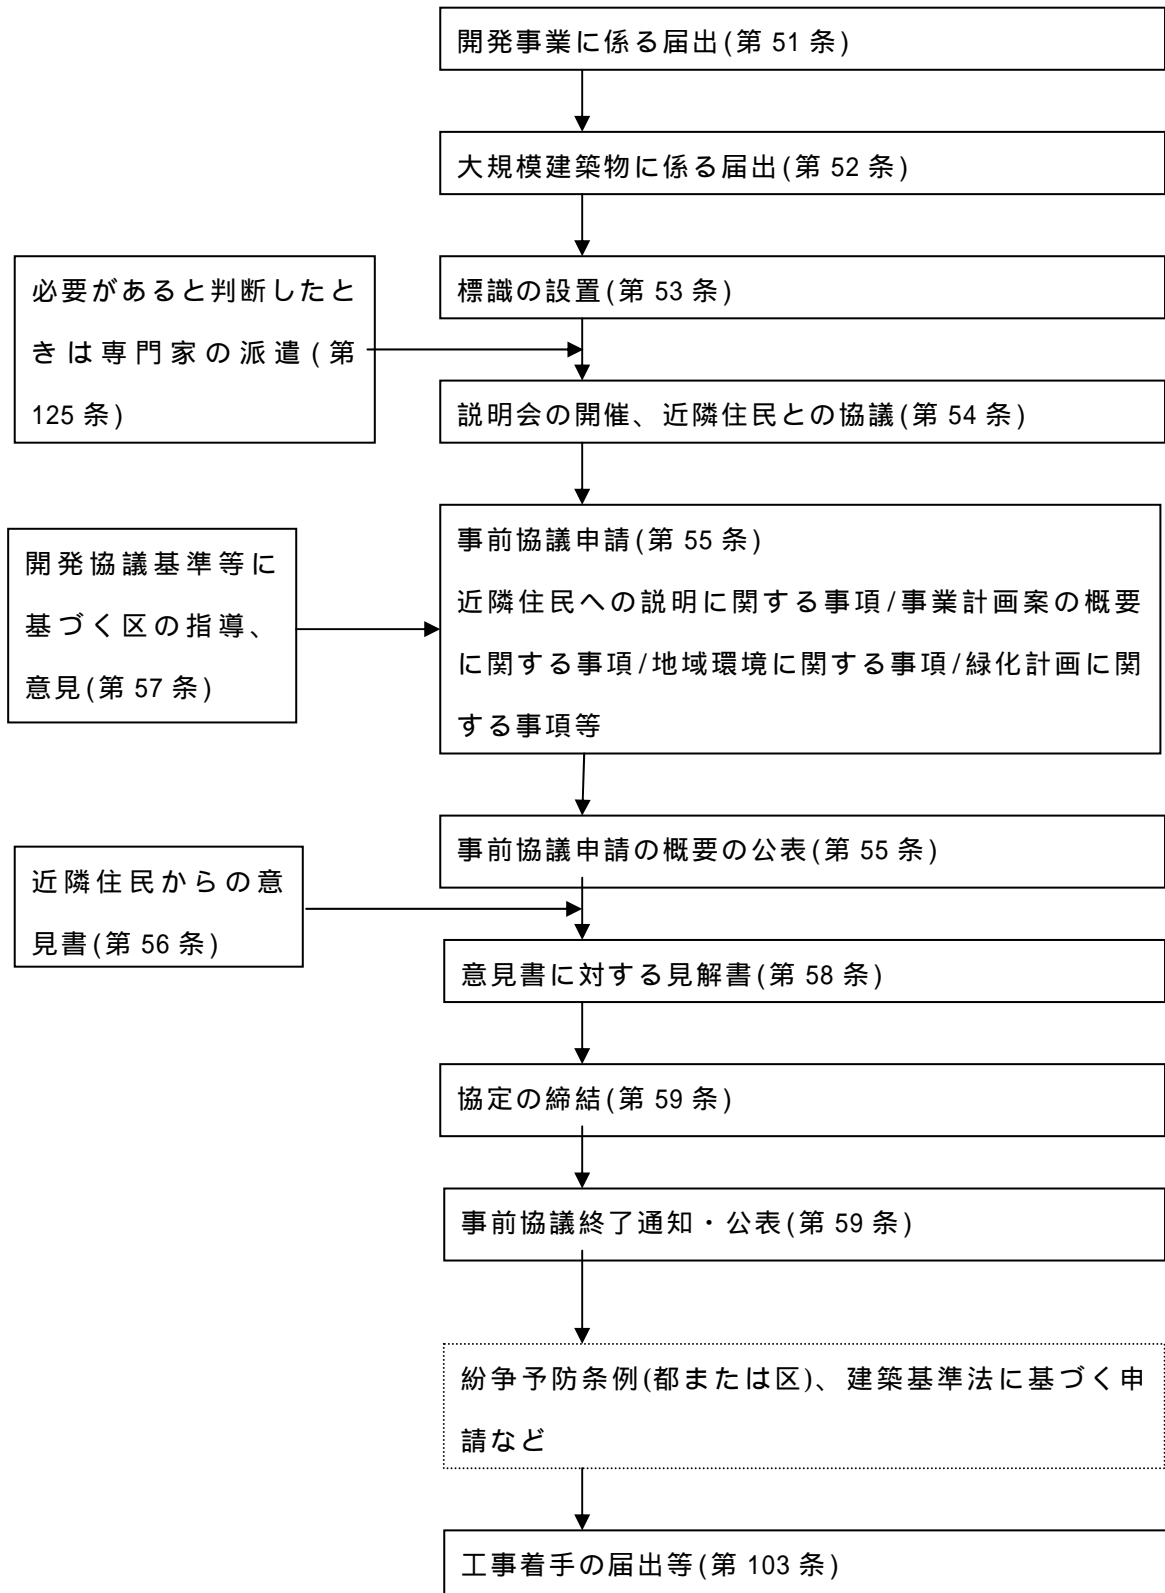 開発事業に係る届出(第 51 条)
大規模建築物に係る届出(第 52 条)
標識の設置(第 53 条)
必要があると判断したと
きは専門家の派遣(第
125 条)
説明会の開催、近隣住民との協議(第 54 条)
事前協議申請(第 55 条)
近隣住民への説明に関する事項/事業計画案の概要
に関する事項/地域環境に関する事項/緑化計画に関
する事項等
開発協議基準等に
基づく区の指導、
意見(第 57 条)
事前協議申請の概要の公表(第 55 条)
近隣住民からの意
見書(第 56 条)
意見書に対する見解書(第 58 条)
協定の締結(第 59 条)
事前協議終了通知・公表(第 59 条)
紛争予防条例(都または区)、建築基準法に基づく申
請など
工事着手の届出等(第 103 条)